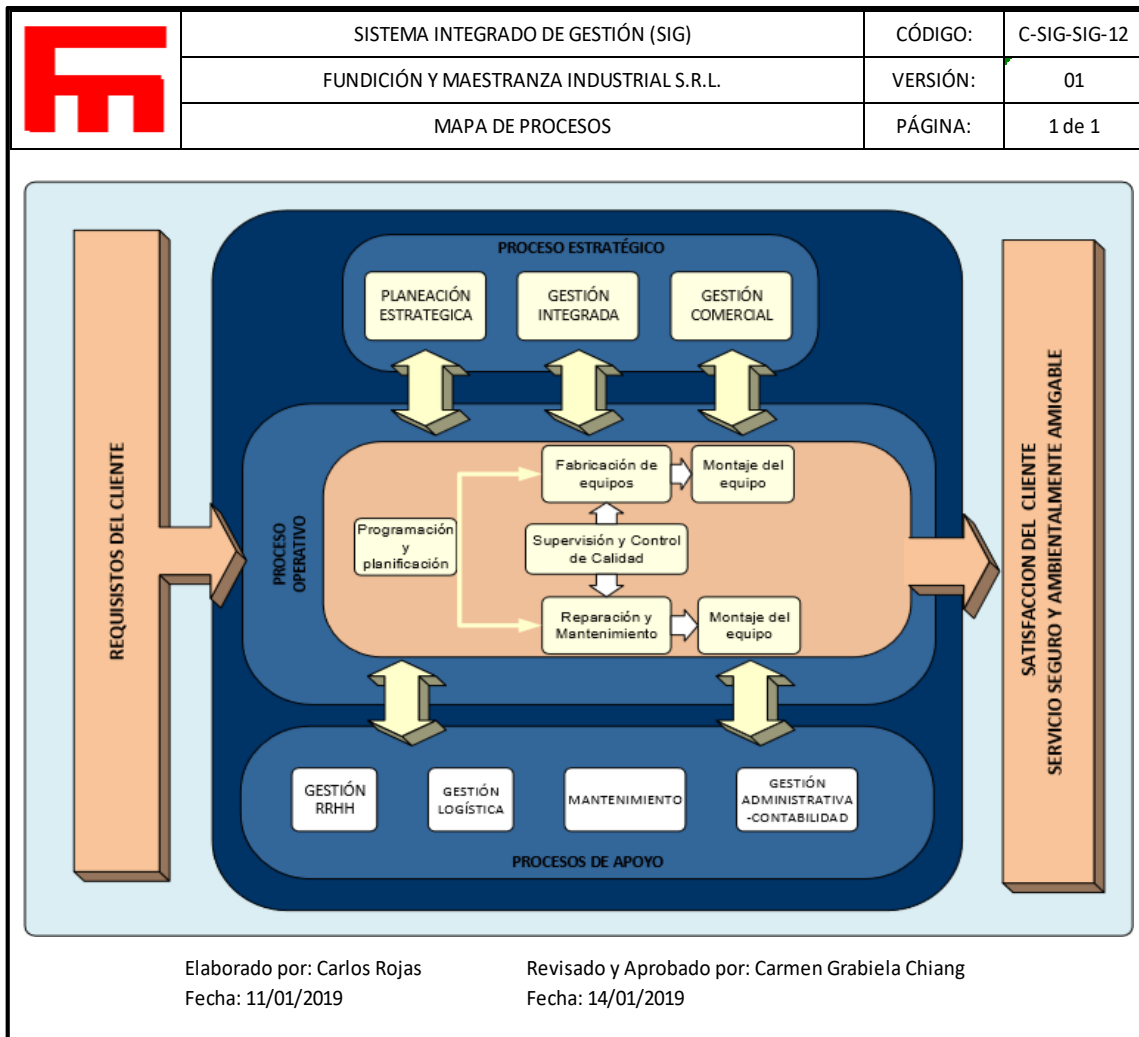 SISTEMA INTEGRADO DE GESTIÓN (SIG)
CÓDIGO:
C-SIG-SIG-12
FUNDICIÓN Y MAESTRANZA INDUSTRIAL S.R.L.
VERSIÓN:
01
MAPA DE PROCESOS
PÁGINA:
1 de 1
REQUISISTOS DEL CLIENTE
PROCESO ESTRATÉGICO
PLANEACIÓN
ESTRATEGICA
GESTIÓN
INTEGRADA
GESTIÓN
COMERCIAL
PROCESO
OPERATIVO
Programación
y
planificación
Fabricación de
equipos
Montaje del
equipo
Supervisión y Control
de Calidad
Reparación y
Mantenimiento
Montaje del
equipo
GESTIÓN
RRHH
GESTIÓN
LOGÍSTICA
MANTENIMIENTO
GESTIÓN
ADMINISTRATIVA
-CONTABILIDAD
PROCESOS DE APOYO
SATISFACCION DEL CLIENTE
SERVICIO SEGURO Y AMBIENTALMENTE AMIGABLE
Elaborado por: Carlos Rojas
Fecha: 11/01/2019
Revisado y Aprobado por: Carmen Grabiela Chiang
Fecha: 14/01/2019